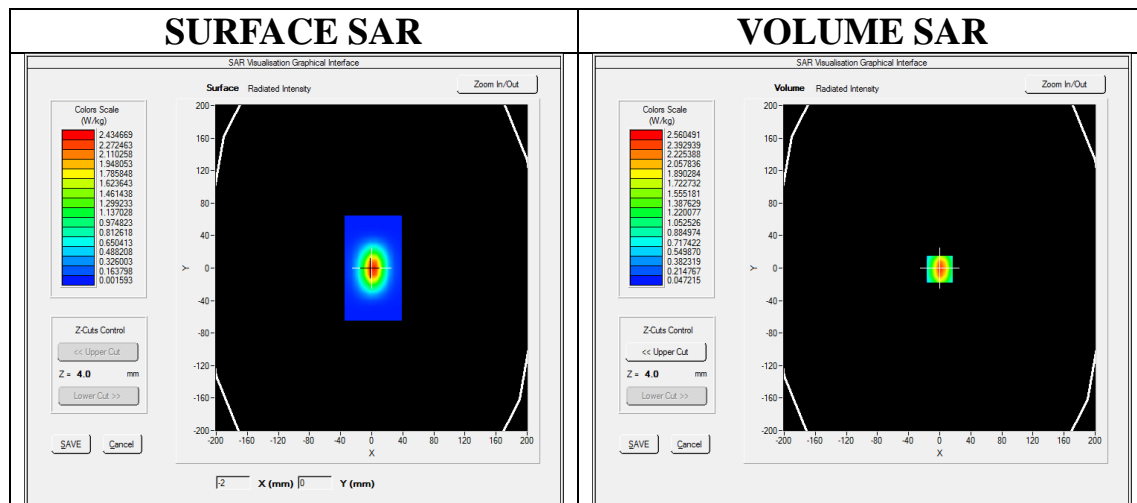 SURFACE SAR
SAR Visualisation Graphical Interface
Surface Radiated Intensity
Zoom In/Out
Colors Scale
(W/kg)
2.434669
2.272463
2.110258
1.948053
1.785848
1.623643
1.461438
1.299233
1.137028
0.974823
0.812618
0.650413
0.488208
0.326003
0.163798
0.001593
Z-Cuts Control
<< Upper Cut
Z = 4.0 mm
Lower Cut >>
SAVE Cancel
200
160
120
80
40
0
-40
-80
-120
-160
-200
Y
-200 -160 -120 -80 -40 0 40 80 120 160 200
X
-2 X (mm) 0 Y (mm)
VOLUME SAR
SAR Visualisation Graphical Interface
Volume Radiated Intensity
Zoom In/Out
Colors Scale
(W/kg)
2.560491
2.392939
2.225388
2.057836
1.890284
1.722732
1.555181
1.387629
1.220077
1.052526
0.884974
0.717422
0.549870
0.382319
0.214767
0.047215
Z-Cuts Control
<< Upper Cut
Z = 4.0 mm
Lower Cut >>
SAVE Cancel
200
160
120
80
40
0
-40
-80
-120
-160
-200
Y
-200 -160 -120 -80 -40 0 40 80 120 160 200
X